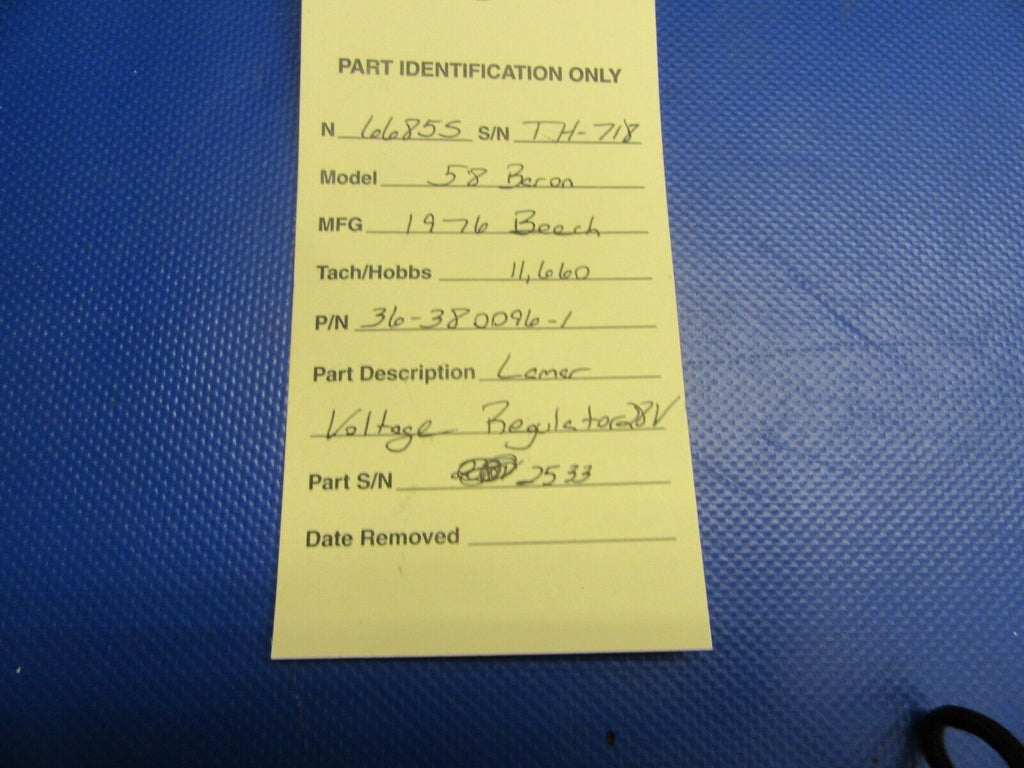 PART IDENTIFICATION ONLY
N 6685S S/N TH-718
Model 58 Baron
MFG 1976 Beech
Tach/Hobbs 11,660
P/N 36-380096-1
Part Description Lamar
Voltage Regulator 28V
Part S/N 2533
Date Removed